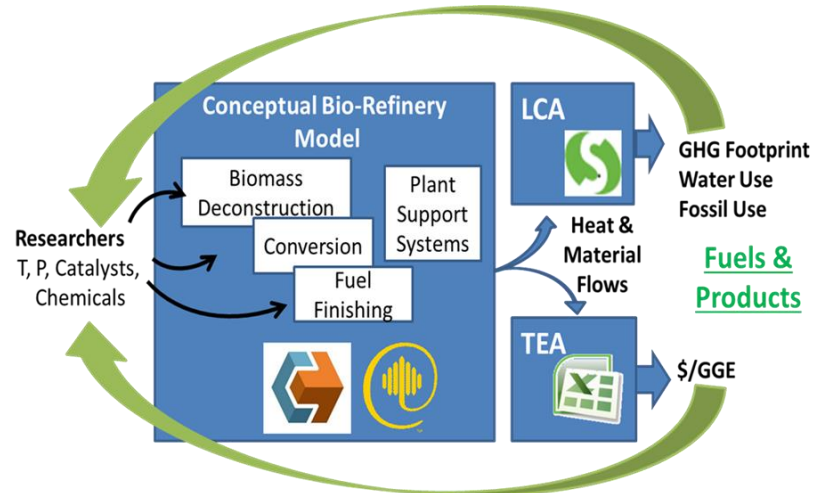 Conceptual Bio-Refinery
Model
Biomass
Deconstruction
Conversion
Fuel
Finishing
Plant
Support
Systems
Researchers
T, P, Catalysts,
Chemicals
LCA
Heat &
Material
Flows
TEA
GHG Footprint
Water Use
Fossil Use
Fuels &
Products
$/GGE